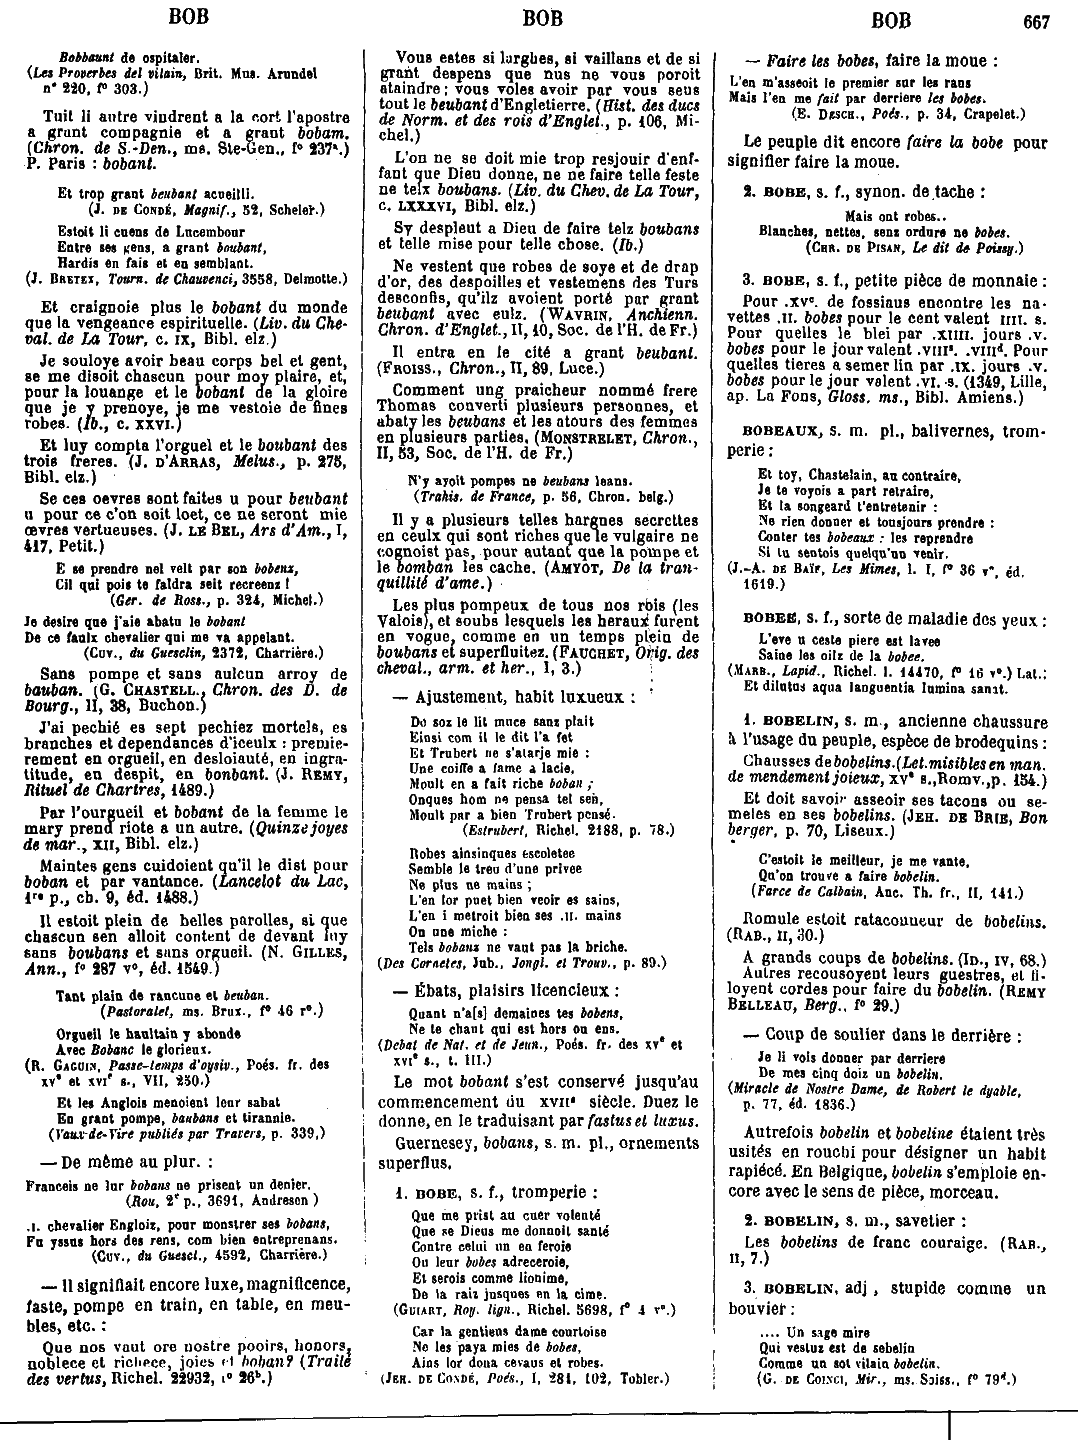 BOB
BOB
BOB
667
Bobbaunt de ospitaler.
(Les Proverbes del vilain, Brit. Mus. Arundel
n° 220, f° 303.)
Tuit li autre vindrent a la cort l'apostre
a grant compagnie et a grant bobam.
(Chron. de S.-Den., ms. Ste-Gen., f° 237ᵃ.)
P. Paris : bobant.
Et trop grant beubant acueilli.
(J. DE CONDÉ, Magnif., 52, Scheler.)
Estoit li cuens de Lucembour
Entre ses gens, a grant boubant,
Hardis en fais et en semblant.
(J. BRETEX, Tourn. de Chauvenci, 3558, Delmotte.)
Et craignoie plus le bobant du monde
que la vengeance espirituelle. (Liv. du Che-
val. de La Tour, c. IX, Bibl. elz.)
Je souloye avoir beau corps bel et gent,
se me disoit chascun pour moy plaire, et,
pour la louange et le bobant de la gloire
que je y prenoye, je me vestoie de fines
robes. (Ib., c. XXVI.)
Et luy compta l'orguel et le boubant des
trois freres. (J. D'ARRAS, Melus., p. 275,
Bibl. elz.)
Se ces oevres sont faites u pour beubant
u pour ce c'on soit loet, ce ne seront mie
œvres vertueuses. (J. LE BEL, Ars d'Am., I,
417, Petit.)
E se prendre nel velt par son bobenz,
Cil qui pois te faldra seit recreenz !
(Ger. de Ross., p. 324, Michel.)
Je desire que j'aie abatu le bobant
De ce faulx chevalier qui me va appelant.
(CUV., du Guesclin, 2372, Charrière.)
Sans pompe et sans aulcun arroy de
bauban. (G. CHASTELL., Chron. des D. de
Bourg., II, 38, Buchon.)
J'ai pechié es sept pechiez mortels, es
branches et dependances d'iceulx : premie-
rement en orgueil, en desloiauté, en ingra-
titude, en despit, en bonbant. (J. REMY,
Rituel de Chartres, 1489.)
Par l'ourgueil et bobant de la femme le
mary prend riote a un autre. (Quinze joyes
de mar., XII, Bibl. elz.)
Maintes gens cuidoient qu'il le dist pour
boban et par vantance. (Lancelot du Lac,
1ʳᵉ p., ch. 9, éd. 1488.)
Il estoit plein de belles parolles, si que
chascun sen alloit content de devant luy
sans boubans et sans orgueil. (N. GILLES,
Ann., f° 287 v°, éd. 1549.)
Tant plain de rancune et beuban.
(Pastoralet, ms. Brux., f° 46 r°.)
Orgueil le haultain y abonde
Avec Bobanc le glorieux.
(R. GAGUIN, Passe-temps d'oysiv., Poés. fr. des
XVᵉ et XVIᵉ s., VII, 250.)
Et les Anglois menoient leur sabat
En grant pompe, baubans et tirannie.
(Vaux-de-Vire publiés par Travers, p. 339.)
— De même au plur. :
Franceis ne lur bobans ne prisent un denier.
(Rou, 2ᵉ p., 3691, Andresen )
.I. chevalier Englois, pour monstrer ses bobans,
Fu yssus hors des rens, com bien entreprenans.
(CUV., du Guescl., 4592, Charrière.)
— Il signifiait encore luxe, magnificence,
faste, pompe en train, en table, en meu-
bles, etc. :
Que nos vaut ore nostre pooirs, honors,
noblece et richece, joies et boban? (Traité
des vertus, Richel. 22932, f° 26ᵇ.)
Vous estes si larghes, si vaillans et de si
grant despens que nus ne vous poroit
ataindre ; vous voles avoir par vous seus
tout le beubant d'Engletierre. (Hist. des ducs
de Norm. et des rois d'Englet., p. 106, Mi-
chel.)
L'on ne se doit mie trop resjouir d'enf-
fant que Dieu donne, ne ne faire telle feste
ne telx boubans. (Liv. du Chev. de La Tour,
c. LXXXVI, Bibl. elz.)
Sy despleut a Dieu de faire telz boubans
et telle mise pour telle chose. (Ib.)
Ne vestent que robes de soye et de drap
d'or, des despoilles et vestemens des Turs
desconfis, qu'ilz avoient porté par grant
beubant avec eulz. (WAVRIN, Anchienn.
Chron. d'Englet., II, 40, Soc. de l'H. de Fr.)
Il entra en le cité a grant beubant.
(FROISS., Chron., II, 89, Luce.)
Comment ung praicheur nommé frere
Thomas converti plusieurs personnes, et
abaty les beubans et les atours des femmes
en plusieurs parties. (MONSTRELET, Chron.,
II, 53, Soc. de l'H. de Fr.)
N'y ayoit pompes ne beubans leans.
(Trahis. de France, p. 56, Chron. belg.)
Il y a plusieurs telles hargnes secrettes
en ceulx qui sont riches que le vulgaire ne
cognoist pas, pour autant que la pompe et
le bomban les cache. (AMYOT, De la tran-
quillité d'ame.)
Les plus pompeux de tous nos rois (les
Valois), et soubs lesquels les heraux furent
en vogue, comme en un temps plein de
boubans et superfluitez. (FAUCHET, Orig. des
cheval., arm. et her., I, 3.)
— Ajustement, habit luxueux :
Do soz le lit muce sanz plait
Einsi com il le dit l'a fet
Et Trubert ne s'atarje mie :
Une coiffe a fame a lacie,
Moult en a fait riche boban ;
Onques hom ne pensa tel sen,
Moult par a bien Trubert pensé.
(Estrubert, Richel. 2188, p. 78.)
Robes ainsinques escoletee
Semble le treu d'une privee
Ne plus ne mains ;
L'en lor puet bien veoir es sains,
L'en i metroit bien ses .II. mains
Ou une miche :
Tels bobans ne vaut pas la briche.
(Des Cornetes, Jub., Jongl. et Trouv., p. 89.)
— Ébats, plaisirs licencieux :
Quant n'a[s] demaines tes bobens,
Ne te chant qui est hors ou ens.
(Debat de Nat. et de Jeun., Poés. fr. des XVᵉ et
XVIᵉ s., t. III.)
Le mot bobant s'est conservé jusqu'au
commencement du XVIIᵉ siècle. Duez le
donne, en le traduisant par fastus et luxus.
Guernesey, bobans, s. m. pl., ornements
superflus.
1. BOBE, s. f., tromperie :
Que me prist au cuer volenté
Que se Dieus me donnoit santé
Contre celui un en feroie
Ou leur bobes adreceroie,
Et serois comme lionime,
De la raiz jusques en la cime.
(GUIART, Roy. lign., Richel. 5698, f° 4 v°.)
Car la gentiens dame courtoise
Ne les paya mies de bobes,
Ains lor dona cevaus et robes.
(JEH. DE CONDÉ, Poés., I, 281, 102, Tobler.)
— Faire les bobes, faire la moue :
L'en m'asseoit le premier sur les rans
Mais l'en me fait par derriere les bobes.
(E. DESCH., Poés., p. 34, Crapelet.)
Le peuple dit encore faire la bobe pour
signifier faire la moue.
2. BOBE, s. f., synon. de tache :
Mais ont robes..
Blanches, nettes, sens ordure ne bobes.
(CHR. DE PISAN, Le dit de Poissy.)
3. BOBE, s. f., petite pièce de monnaie :
Pour .XVᶜ. de fossiaus encontre les na-
vettes .II. bobes pour le cent valent IIII. s.
Pour quelles le blei par .XIIII. jours .V.
bobes pour le jour valent .VIIIˢ. .VIIIᵈ. Pour
quelles tieres a semer lin par .IX. jours .V.
bobes pour le jour valent .VI. s. (1349, Lille,
ap. La Fons, Gloss. ms., Bibl. Amiens.)
BOBEAUX, s. m. pl., balivernes, trom-
perie :
Et toy, Chastelain, au contraire,
Je te voyois a part retraire,
Et la songeard t'entretenir :
Ne rien donner et tousjours prendre :
Conter tes bobeaux : les reprendre
Si tu sentois quelqu'un venir.
(J.-A. DE BAÏF, Les Mimes, l. I, f° 36 v°, éd.
1619.)
BOBEE, s. f., sorte de maladie des yeux :
L'eve u ceste piere est lavee
Saine les oilz de la bobee.
(MARB., Lapid., Richel. l. 14470, f° 16 v°.) Lat.:
Et dilutus aqua languentia lumina sanat.
1. BOBELIN, s. m., ancienne chaussure
à l'usage du peuple, espèce de brodequins :
Chausses de bobelins. (Let. misibles en man.
de mendement joieux, XVᵉ s., Romv., p. 154.)
Et doit savoir asseoir ses tacons ou se-
meles en ses bobelins. (JEH. DE BRIE, Bon
berger, p. 70, Liseux.)
C'estoit le meilleur, je me vante,
Qu'on trouve a faire bobelin.
(Farce de Calbain, Anc. Th. fr., II, 141.)
Romule estoit rataconneur de bobelins.
(RAB., II, 30.)
A grands coups de bobelins. (ID., IV, 68.)
Autres recousoyent leurs guestres, et fi-
loyent cordes pour faire du bobelin. (REMY
BELLEAU, Berg., f° 29.)
— Coup de soulier dans le derrière :
Je li vois donner par derriere
De mes cinq doiz un bobelin.
(Miracle de Nostre Dame, de Robert le dyable,
p. 77, éd. 1836.)
Autrefois bobelin et bobeline étaient très
usités en rouchi pour désigner un habit
rapiécé. En Belgique, bobelin s'emploie en-
core avec le sens de pièce, morceau.
2. BOBELIN, s. m., savetier :
Les bobelins de franc couraige. (RAB.,
II, 7.)
3. BOBELIN, adj , stupide comme un
bouvier :
.... Un sage mire
Qui vestuz est de sebelin
Comme un sot vilain bobelin.
(G. DE COINCI, Mir., ms. Soiss., f° 79ᵈ.)